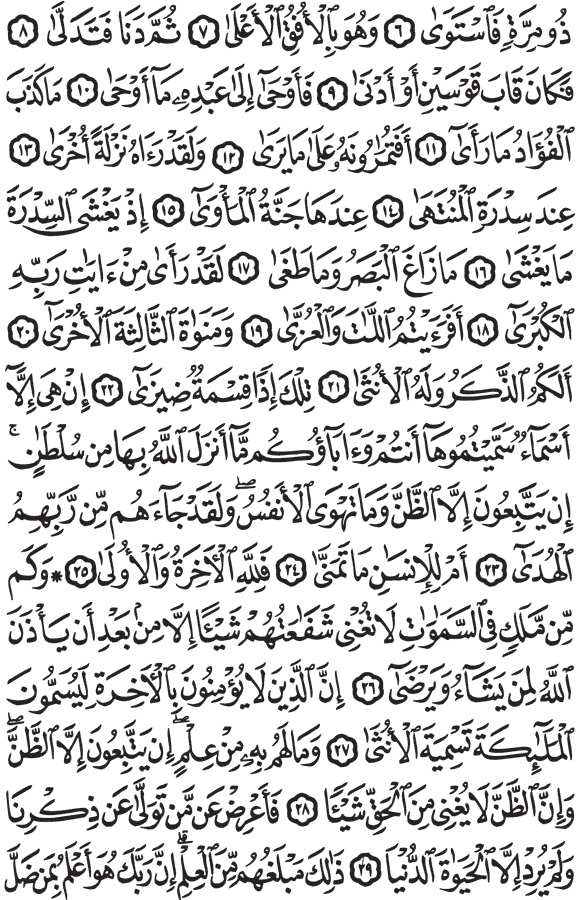 ذُو مِرَّةٍ فَٱسْتَوَىٰ ٦ وَهُوَ بِٱلْأُفُقِ ٱلْأَعْلَىٰ ٧ ثُمَّ دَنَا فَتَدَلَّىٰ ٨
فَكَانَ قَابَ قَوْسَيْنِ أَوْ أَدْنَىٰ ٩ فَأَوْحَىٰٓ إِلَىٰ عَبْدِهِۦ مَآ أَوْحَىٰ ١٠ مَا كَذَبَ
ٱلْفُؤَادُ مَا رَأَىٰٓ ١١ أَفَتُمَٰرُونَهُۥ عَلَىٰ مَا يَرَىٰ ١٢ وَلَقَدْ رَءَاهُ نَزْلَةً أُخْرَىٰ ١٣
عِندَ سِدْرَةِ ٱلْمُنتَهَىٰ ١٤ عِندَهَا جَنَّةُ ٱلْمَأْوَىٰٓ ١٥ إِذْ يَغْشَى ٱلسِّدْرَةَ
مَا يَغْشَىٰ ١٦ مَا زَاغَ ٱلْبَصَرُ وَمَا طَغَىٰ ١٧ لَقَدْ رَأَىٰ مِنْ ءَايَٰتِ رَبِّهِ
ٱلْكُبْرَىٰٓ ١٨ أَفَرَءَيْتُمُ ٱللَّٰتَ وَٱلْعُزَّىٰ ١٩ وَمَنَوٰةَ ٱلثَّالِثَةَ ٱلْأُخْرَىٰٓ ٢٠
أَلَكُمُ ٱلذَّكَرُ وَلَهُ ٱلْأُنثَىٰ ٢١ تِلْكَ إِذًا قِسْمَةٌ ضِيزَىٰٓ ٢٢ إِنْ هِىَ إِلَّآ
أَسْمَآءٌ سَمَّيْتُمُوهَآ أَنتُمْ وَءَابَآؤُكُم مَّآ أَنزَلَ ٱللَّهُ بِهَا مِن سُلْطَٰنٍ ۚ
إِن يَتَّبِعُونَ إِلَّا ٱلظَّنَّ وَمَا تَهْوَى ٱلْأَنفُسُ ۖ وَلَقَدْ جَآءَهُم مِّن رَّبِّهِمُ
ٱلْهُدَىٰٓ ٢٣ أَمْ لِلْإِنسَٰنِ مَا تَمَنَّىٰ ٢٤ فَلِلَّهِ ٱلْءَاخِرَةُ وَٱلْأُولَىٰ ٢٥ * وَكَم
مِّن مَّلَكٍ فِى ٱلسَّمَٰوَٰتِ لَا تُغْنِى شَفَٰعَتُهُمْ شَيْـًٔا إِلَّا مِنۢ بَعْدِ أَن يَأْذَنَ
ٱللَّهُ لِمَن يَشَآءُ وَيَرْضَىٰٓ ٢٦ إِنَّ ٱلَّذِينَ لَا يُؤْمِنُونَ بِٱلْءَاخِرَةِ لَيُسَمُّونَ
ٱلْمَلَٰٓئِكَةَ تَسْمِيَةَ ٱلْأُنثَىٰ ٢٧ وَمَا لَهُم بِهِۦ مِنْ عِلْمٍ ۖ إِن يَتَّبِعُونَ إِلَّا ٱلظَّنَّ ۖ
وَإِنَّ ٱلظَّنَّ لَا يُغْنِى مِنَ ٱلْحَقِّ شَيْـًٔا ٢٨ فَأَعْرِضْ عَن مَّن تَوَلَّىٰ عَن ذِكْرِنَا
وَلَمْ يُرِدْ إِلَّا ٱلْحَيَوٰةَ ٱلدُّنْيَا ٢٩ ذَٰلِكَ مَبْلَغُهُم مِّنَ ٱلْعِلْمِ ۚ إِنَّ رَبَّكَ هُوَ أَعْلَمُ بِمَن ضَلَّ